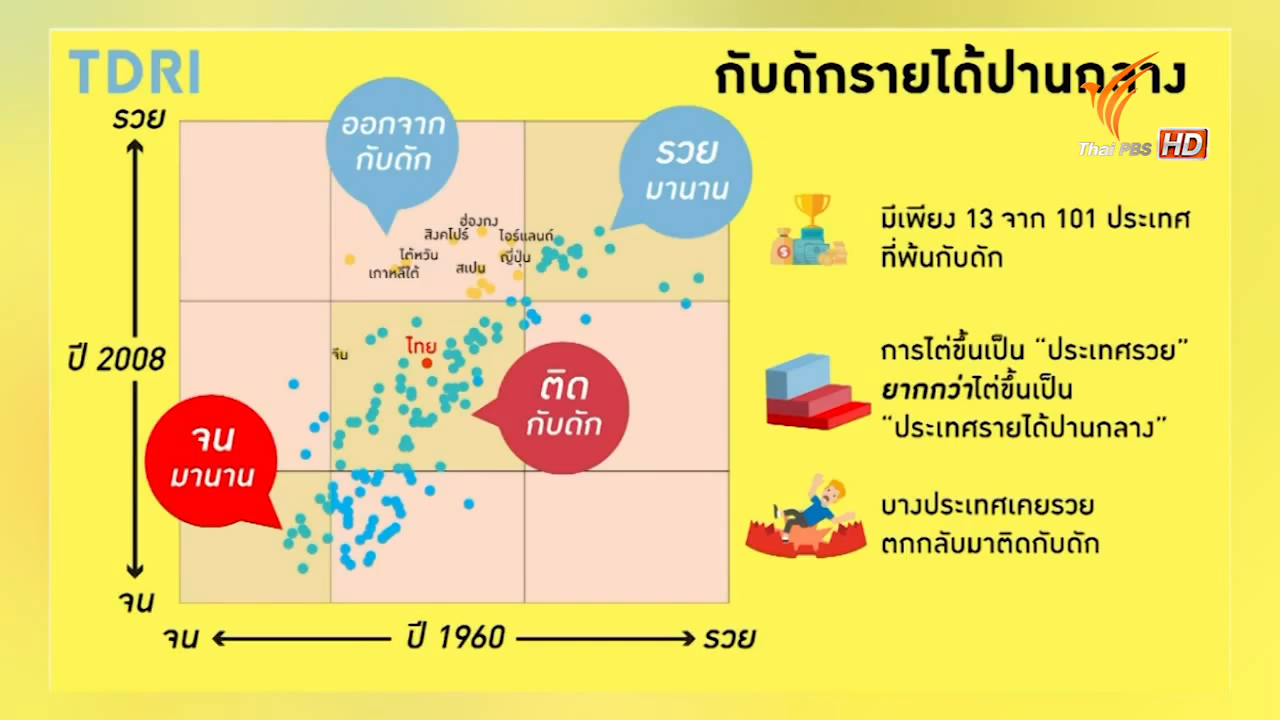 TDRI
กับดักรายได้ปานกลาง
Thai PBS HD
รวย
ปี 2008
จน
จน
ปี 1960
รวย
ออกจาก
กับดัก
รวย
มานาน
ฮ่องกง
สิงคโปร์
ไอร์แลนด์
ไต้หวัน
ญี่ปุ่น
เกาหลีใต้
สเปน
จีน
ไทย
ติด
กับดัก
จน
มานาน
มีเพียง 13 จาก 101 ประเทศ
ที่พ้นกับดัก
การไต่ขึ้นเป็น “ประเทศรวย”
ยากกว่าไต่ขึ้นเป็น
“ประเทศรายได้ปานกลาง”
บางประเทศเคยรวย
ตกกลับมาติดกับดัก